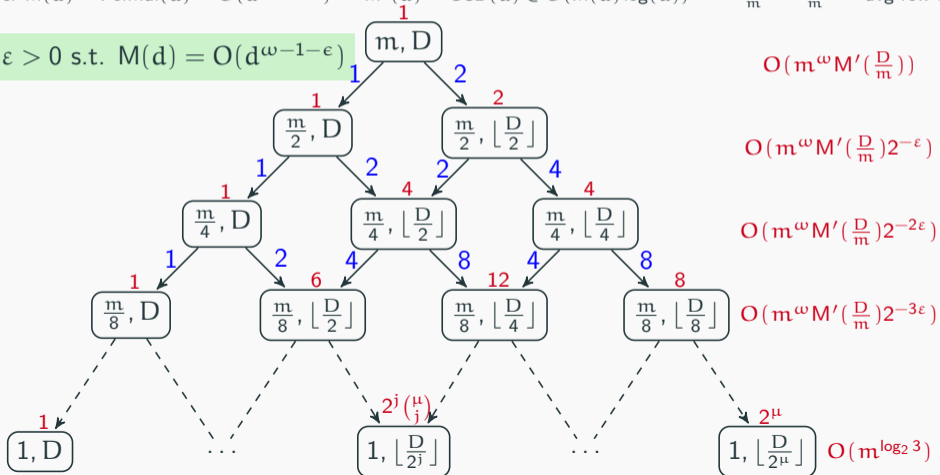 m m
1
ε > 0 s.t. M(d) = O(d^{ω−1−ε})
m, D
O(m^ω M′(D/m))
1 2
1 2
m/2, D m/2, ⌊D/2⌋
O(m^ω M′(D/m)2^{−ε})
1 2 2 4
1 4 4
m/4, D m/4, ⌊D/2⌋ m/4, ⌊D/4⌋
O(m^ω M′(D/m)2^{−2ε})
1 2 4 8 4 8
1 6 12 8
m/8, D m/8, ⌊D/2⌋ m/8, ⌊D/4⌋ m/8, ⌊D/8⌋
O(m^ω M′(D/m)2^{−3ε})
1 2^j (μ j) 2^μ
1, D ... 1, ⌊D/2^j⌋ ... 1, ⌊D/2^μ⌋
O(m^{log₂ 3})